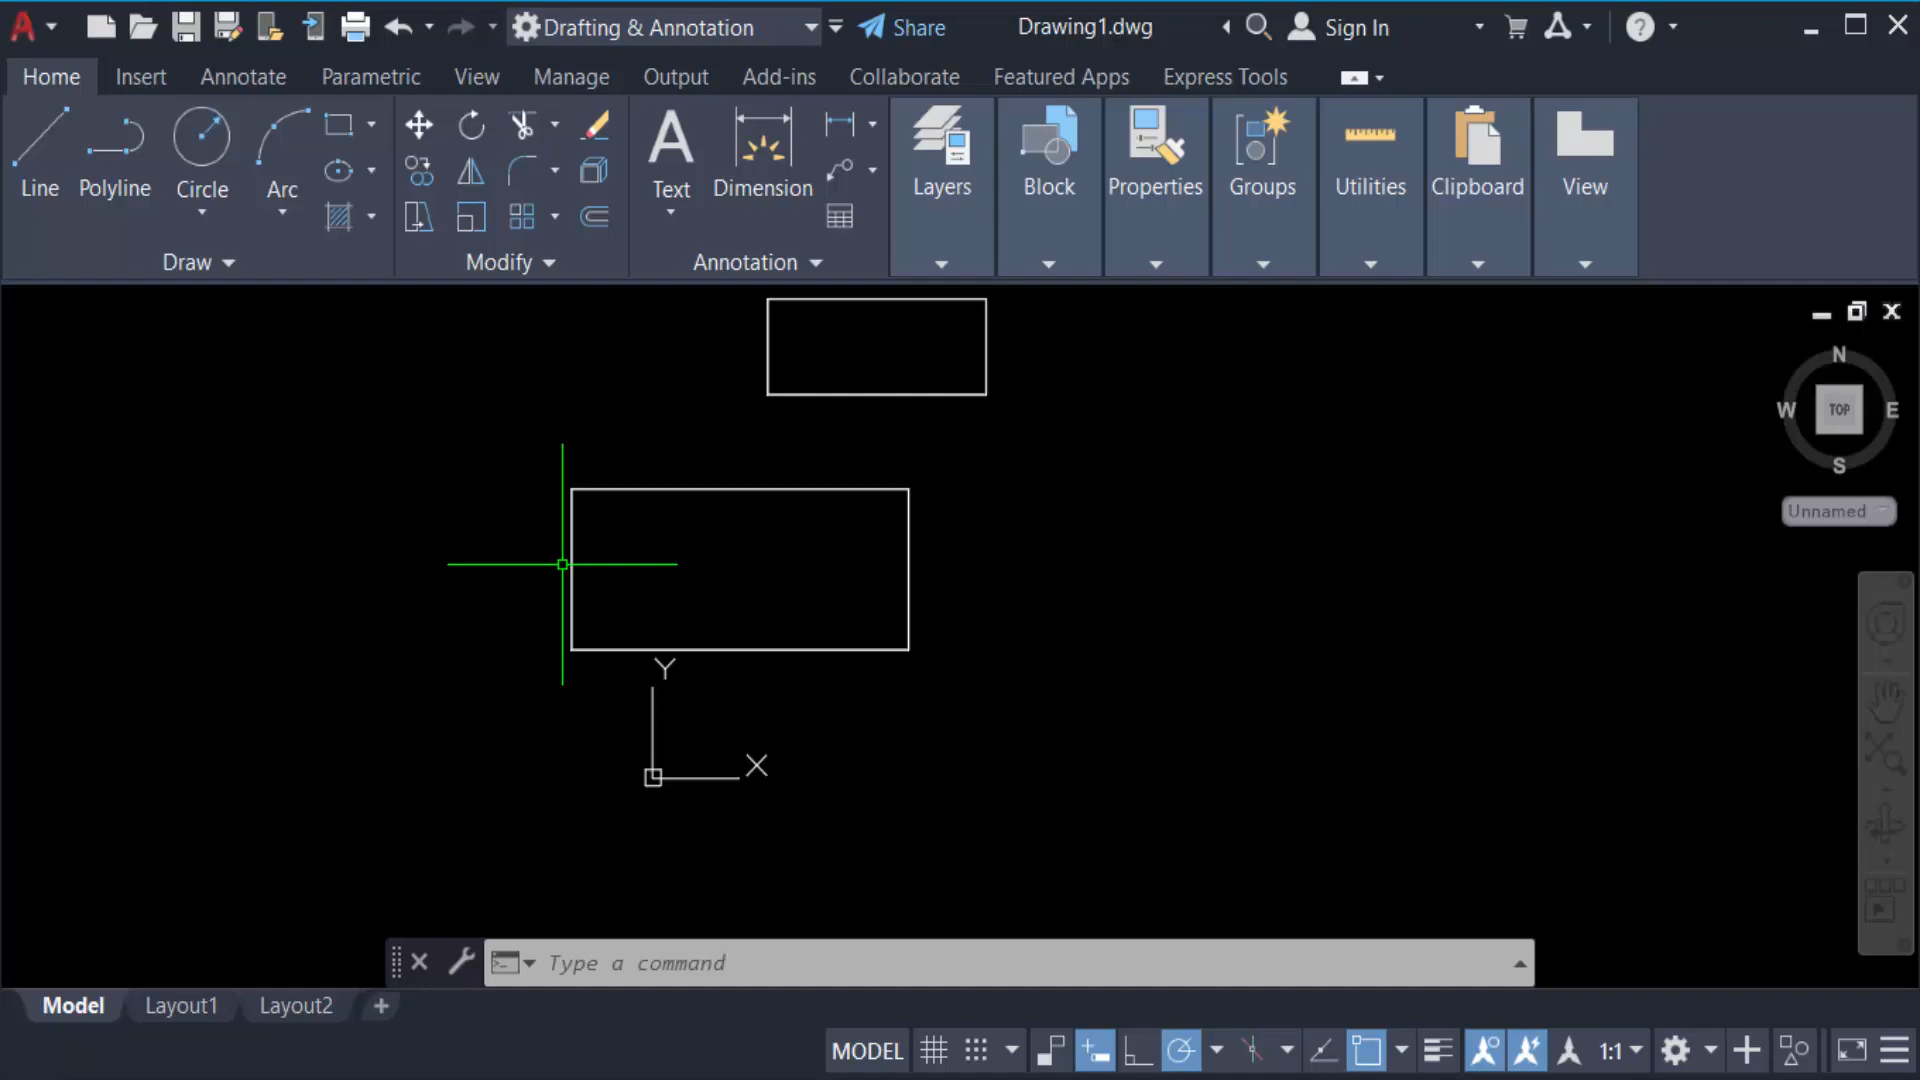 Drafting & Annotation Share Drawing1.dwg Sign In
Home Insert Annotate Parametric View Manage Output Add-ins Collaborate Featured Apps Express Tools
Line Polyline Circle Arc Text Dimension Layers Block Properties Groups Utilities Clipboard View
Draw Modify Annotation
N
W TOP E
S
Unnamed
Y
X
Type a command
Model Layout1 Layout2
MODEL 1:1